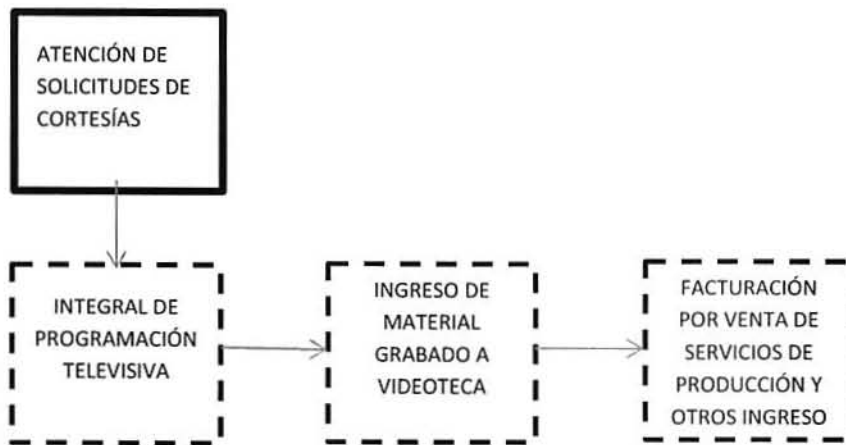 ATENCIÓN DE
SOLICITUDES DE
CORTESÍAS
INTEGRAL DE
PROGRAMACIÓN
TELEVISIVA
INGRESO DE
MATERIAL
GRABADO A
VIDEOTECA
FACTURACIÓN
POR VENTA DE
SERVICIOS DE
PRODUCCIÓN Y
OTROS INGRESO